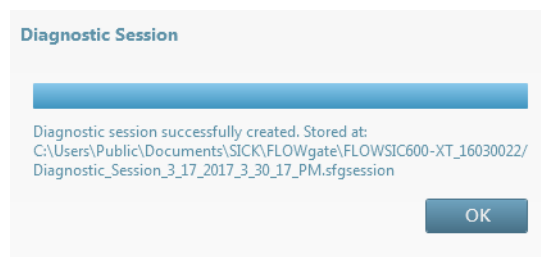 Diagnostic Session
Diagnostic session successfully created. Stored at:
C:\Users\Public\Documents\SICK\FLOWgate\FLOWSIC600-XT_16030022/
Diagnostic_Session_3_17_2017_3_30_17_PM.sfgsession
OK